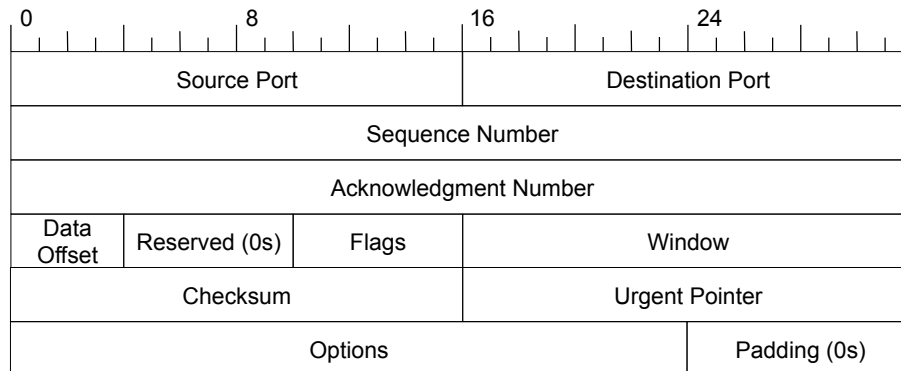 0 8 16 24
Source Port Destination Port
Sequence Number
Acknowledgment Number
Data
Offset Reserved (0s) Flags Window
Checksum Urgent Pointer
Options Padding (0s)